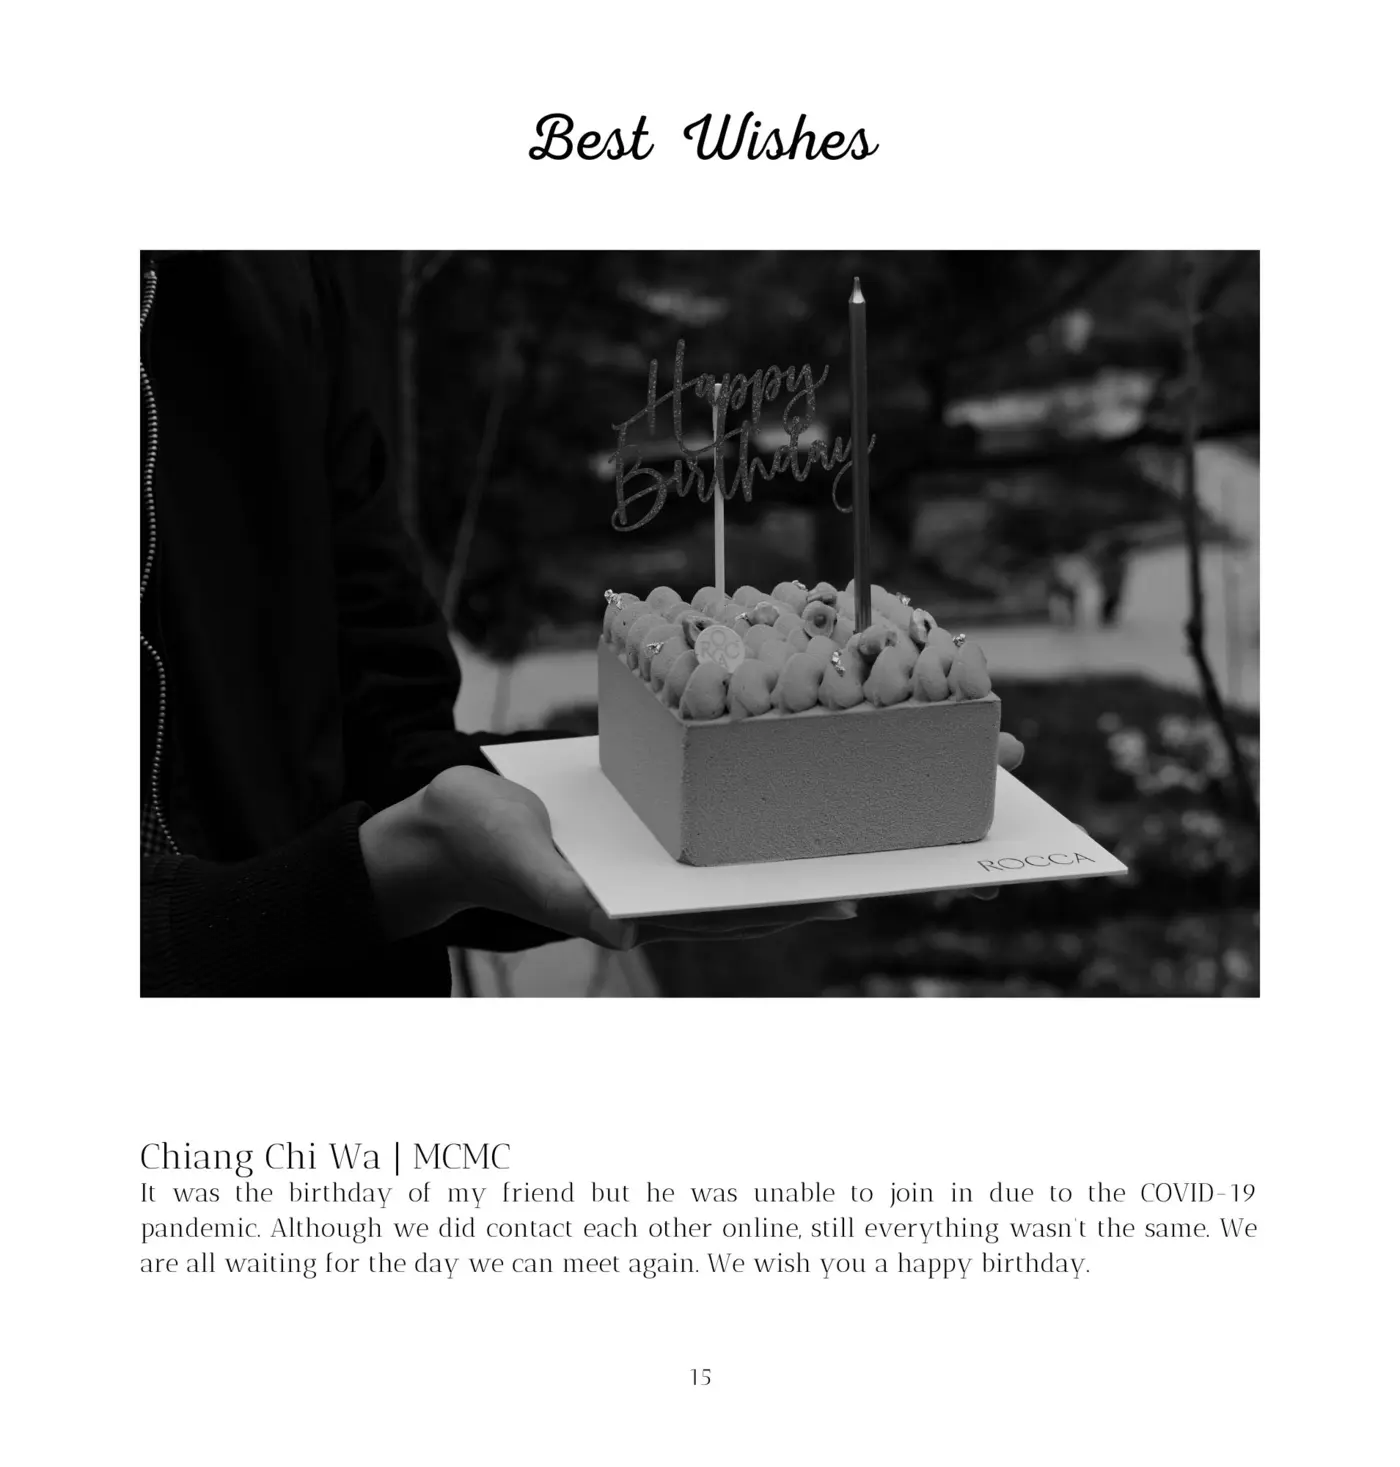 Best Wishes
Happy
Birthday
ROCCA
ROCCA
Chiang Chi Wa | MCMC
It was the birthday of my friend but he was unable to join in due to the COVID-19
pandemic. Although we did contact each other online, still everything wasn't the same. We
are all waiting for the day we can meet again. We wish you a happy birthday.
15